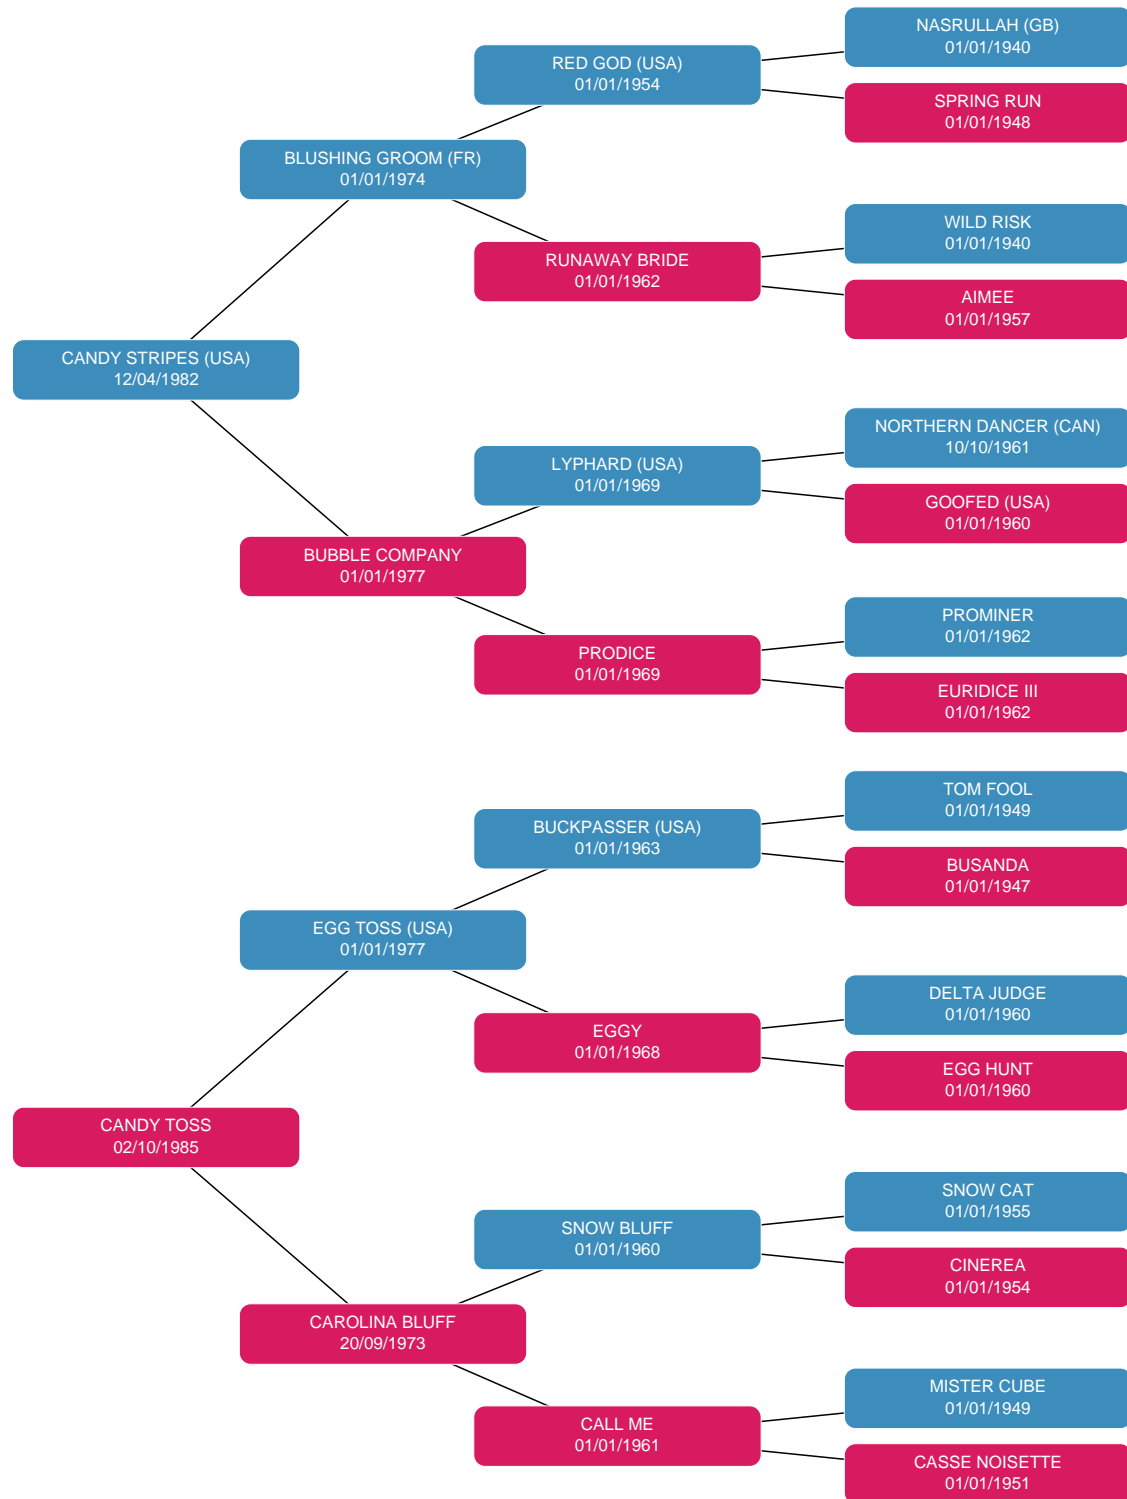 NASRULLAH (GB)
01/01/1940
RED GOD (USA)
01/01/1954
SPRING RUN
01/01/1948
BLUSHING GROOM (FR)
01/01/1974
WILD RISK
01/01/1940
RUNAWAY BRIDE
01/01/1962
AIMEE
01/01/1957
CANDY STRIPES (USA)
12/04/1982
NORTHERN DANCER (CAN)
10/10/1961
LYPHARD (USA)
01/01/1969
GOOFED (USA)
01/01/1960
BUBBLE COMPANY
01/01/1977
PROMINER
01/01/1962
PRODICE
01/01/1969
EURIDICE III
01/01/1962
TOM FOOL
01/01/1949
BUCKPASSER (USA)
01/01/1963
BUSANDA
01/01/1947
EGG TOSS (USA)
01/01/1977
DELTA JUDGE
01/01/1960
EGGY
01/01/1968
EGG HUNT
01/01/1960
CANDY TOSS
02/10/1985
SNOW CAT
01/01/1955
SNOW BLUFF
01/01/1960
CINEREA
01/01/1954
CAROLINA BLUFF
20/09/1973
MISTER CUBE
01/01/1949
CALL ME
01/01/1961
CASSE NOISETTE
01/01/1951